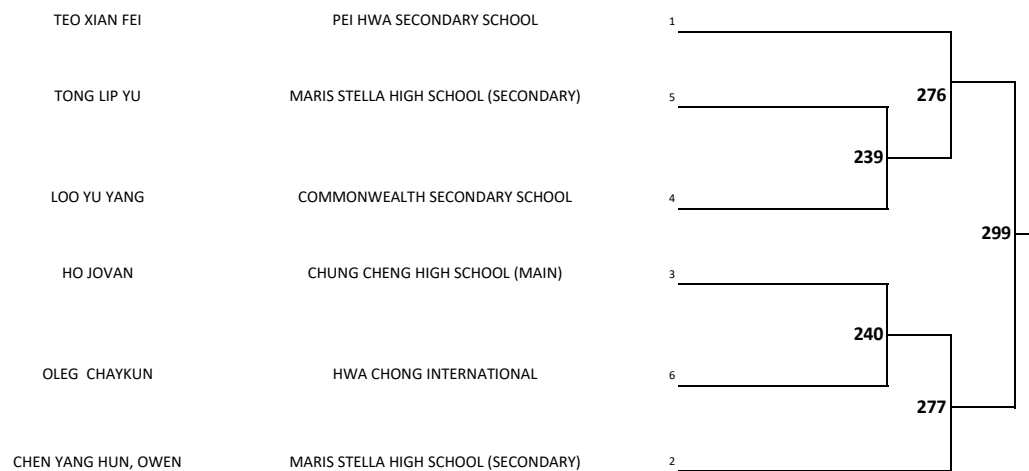 TEO XIAN FEI PEI HWA SECONDARY SCHOOL 1
TONG LIP YU MARIS STELLA HIGH SCHOOL (SECONDARY) 5 276
239
LOO YU YANG COMMONWEALTH SECONDARY SCHOOL 4
299
HO JOVAN CHUNG CHENG HIGH SCHOOL (MAIN) 3
240
OLEG CHAYKUN HWA CHONG INTERNATIONAL 6
277
CHEN YANG HUN, OWEN MARIS STELLA HIGH SCHOOL (SECONDARY) 2